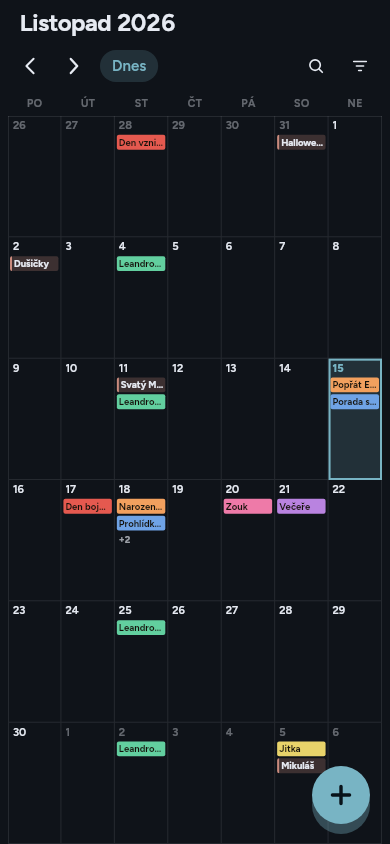 Listopad 2026
Dnes
PO ÚT ST ČT PÁ SO NE
26 27 28 29 30 31 1
Den vzni... Hallowe...
2 3 4 5 6 7 8
Dušičky Leandro...
9 10 11 12 13 14 15
Svatý M... Popřát E...
Leandro... Porada s...
16 17 18 19 20 21 22
Den boj... Narozen... Zouk Večeře
Prohlídk...
+2
23 24 25 26 27 28 29
Leandro...
30 1 2 3 4 5 6
Leandro... Jitka
Mikuláš